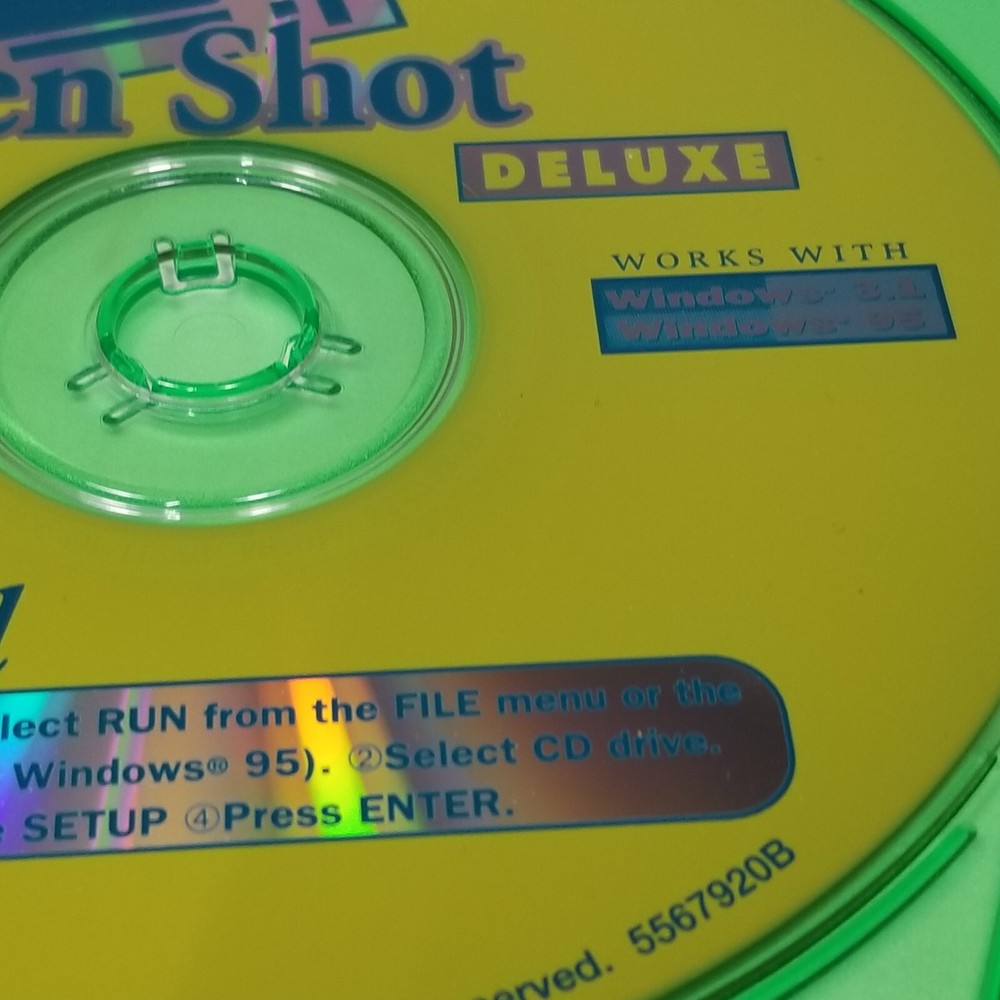 en Shot
DELUXE
WORKS WITH
Windows 3.1
Windows 95
lect RUN from the FILE menu or the
Windows® 95). ②Select CD drive.
e SETUP ④Press ENTER.
erved. 5567920B